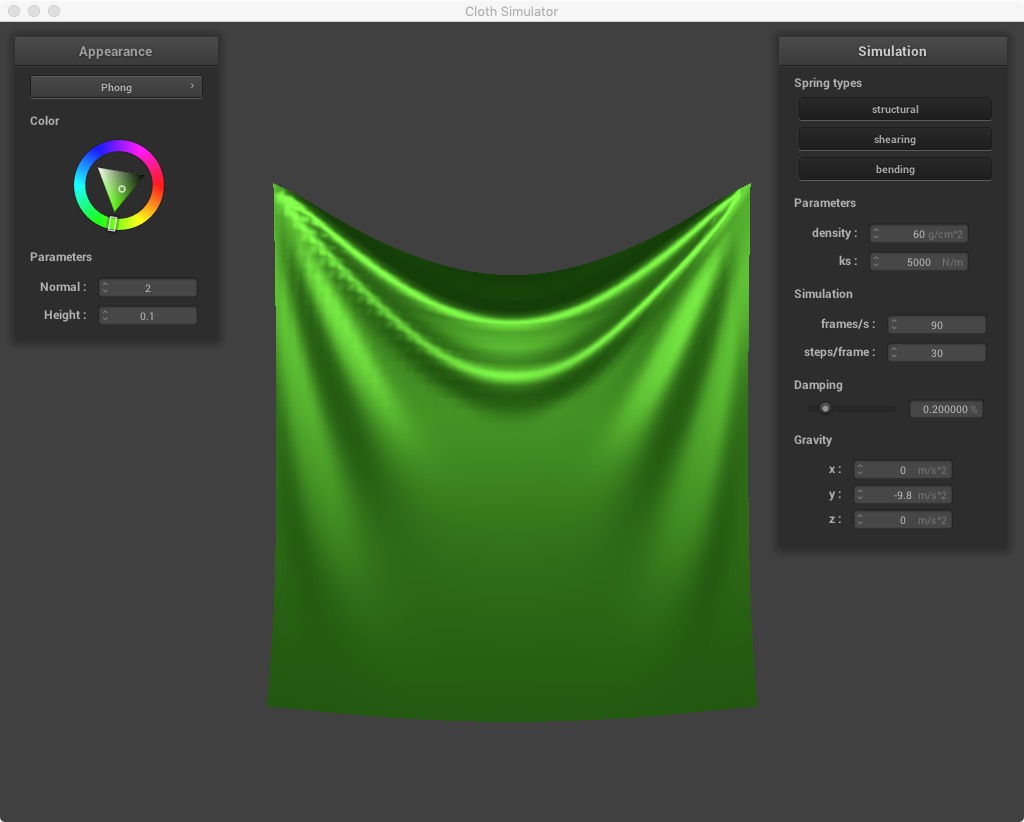 Cloth Simulator
Appearance
Phong
Color
Parameters
Normal : 2
Height : 0.1
Simulation
Spring types
structural
shearing
bending
Parameters
density : 60 g/cm^2
ks : 5000 N/m
Simulation
frames/s : 90
steps/frame : 30
Damping
0.200000 %
Gravity
x : 0 m/s^2
y : -9.8 m/s^2
z : 0 m/s^2